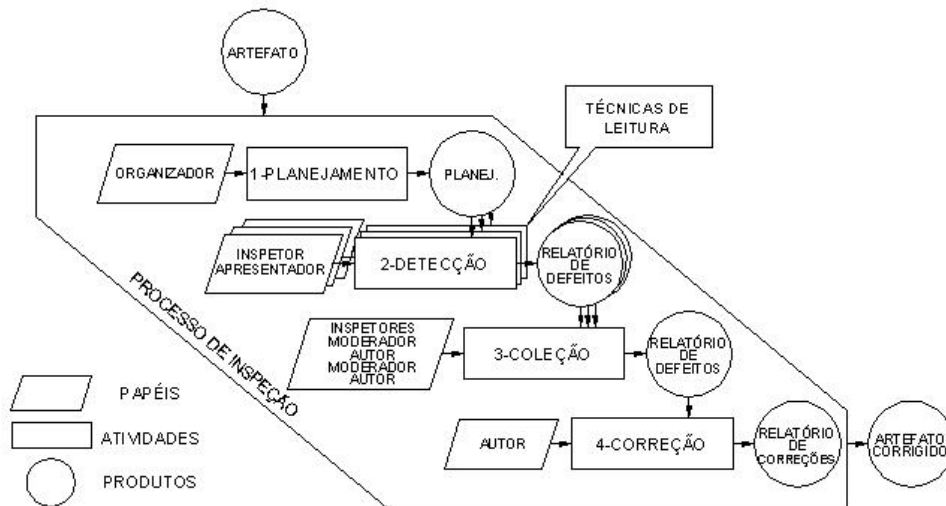 ARTEFATO
TÉCNICAS DE
LEITURA
ORGANIZADOR
1-PLANEJAMENTO
PLANEJ.
INSPETOR
APRESENTADOR
2-DETECÇÃO
RELATÓRIO
DE
DEFEITOS
PROCESSO DE INSPEÇÃO
INSPETORES
MODERADOR
AUTOR
MODERADOR
AUTOR
3-COLEÇÃO
RELATÓRIO
DE
DEFEITOS
PAPÉIS
ATIVIDADES
PRODUTOS
AUTOR
4-CORREÇÃO
RELATÓRIO
DE
CORREÇÕES
ARTEFATO
CORRIGIDO